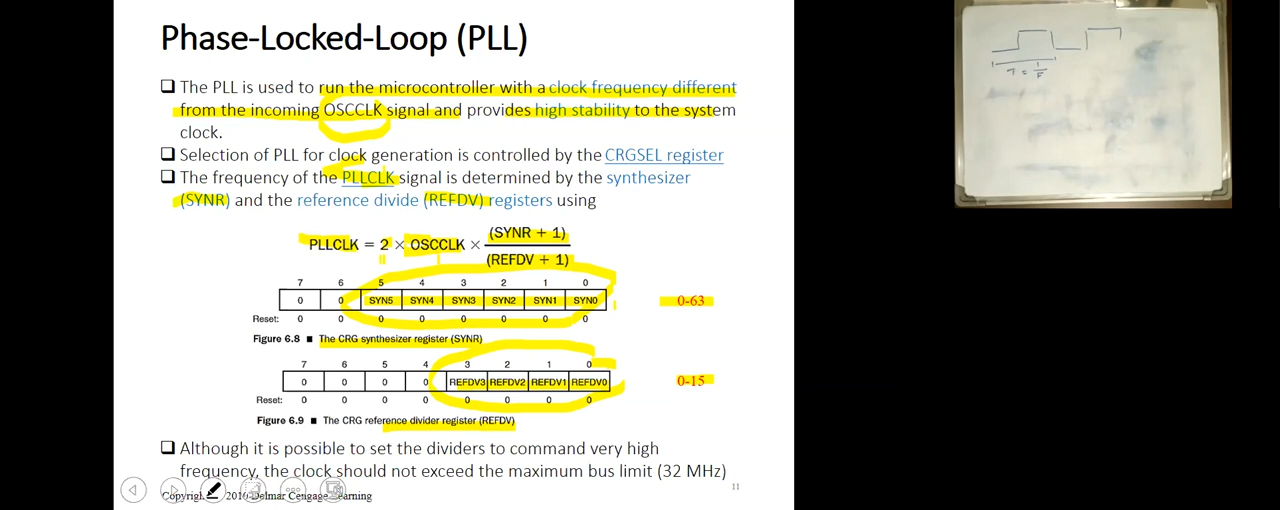 Phase-Locked-Loop (PLL)
❑ The PLL is used to run the microcontroller with a clock frequency different
from the incoming OSCCLK signal and provides high stability to the system
clock.
❑ Selection of PLL for clock generation is controlled by the CRGSEL register
❑ The frequency of the PLLCLK signal is determined by the synthesizer
(SYNR) and the reference divide (REFDV) registers using
PLLCLK = 2 × OSCCLK × (SYNR + 1)
(REFDV + 1)
7 6 5 4 3 2 1 0
0 0 SYN5 SYN4 SYN3 SYN2 SYN1 SYN0 0-63
Reset: 0 0 0 0 0 0 0 0
Figure 6.8 ■ The CRG synthesizer register (SYNR)
7 6 5 4 3 2 1 0
0 0 0 0 REFDV3 REFDV2 REFDV1 REFDV0 0-15
Reset: 0 0 0 0 0 0 0 0
Figure 6.9 ■ The CRG reference divider register (REFDV)
❑ Although it is possible to set the dividers to command very high
frequency, the clock should not exceed the maximum bus limit (32 MHz)
Copyright 2010 Delmar Cengage Learning
11
T = 1/F